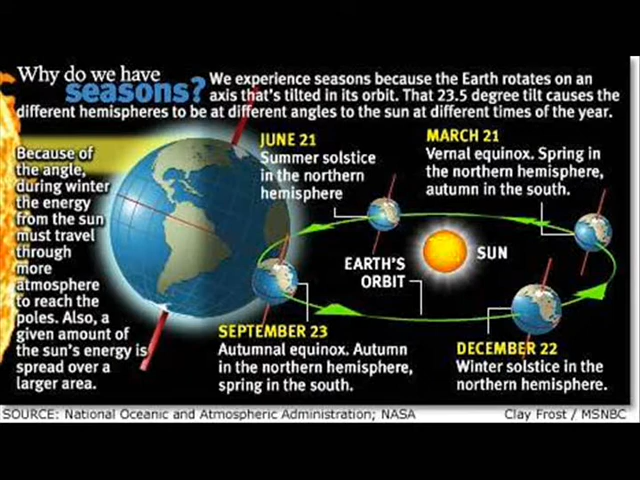 Why do we have
seasons?
We experience seasons because the Earth rotates on an
axis that's tilted in its orbit. That 23.5 degree tilt causes the
different hemispheres to be at different angles to the sun at different times of the year.
Because of
the angle,
during winter
the energy
from the sun
must travel
through
more
atmosphere
to reach the
poles. Also, a
given amount of
the sun's energy is
spread over a
larger area.
JUNE 21
Summer solstice
in the northern
hemisphere
MARCH 21
Vernal equinox. Spring in
the northern hemisphere,
autumn in the south.
SUN
EARTH'S
ORBIT
SEPTEMBER 23
Autumnal equinox. Autumn
in the northern hemisphere,
spring in the south.
DECEMBER 22
Winter solstice in the
northern hemisphere.
SOURCE: National Oceanic and Atmospheric Administration; NASA
Clay Frost / MSNBC